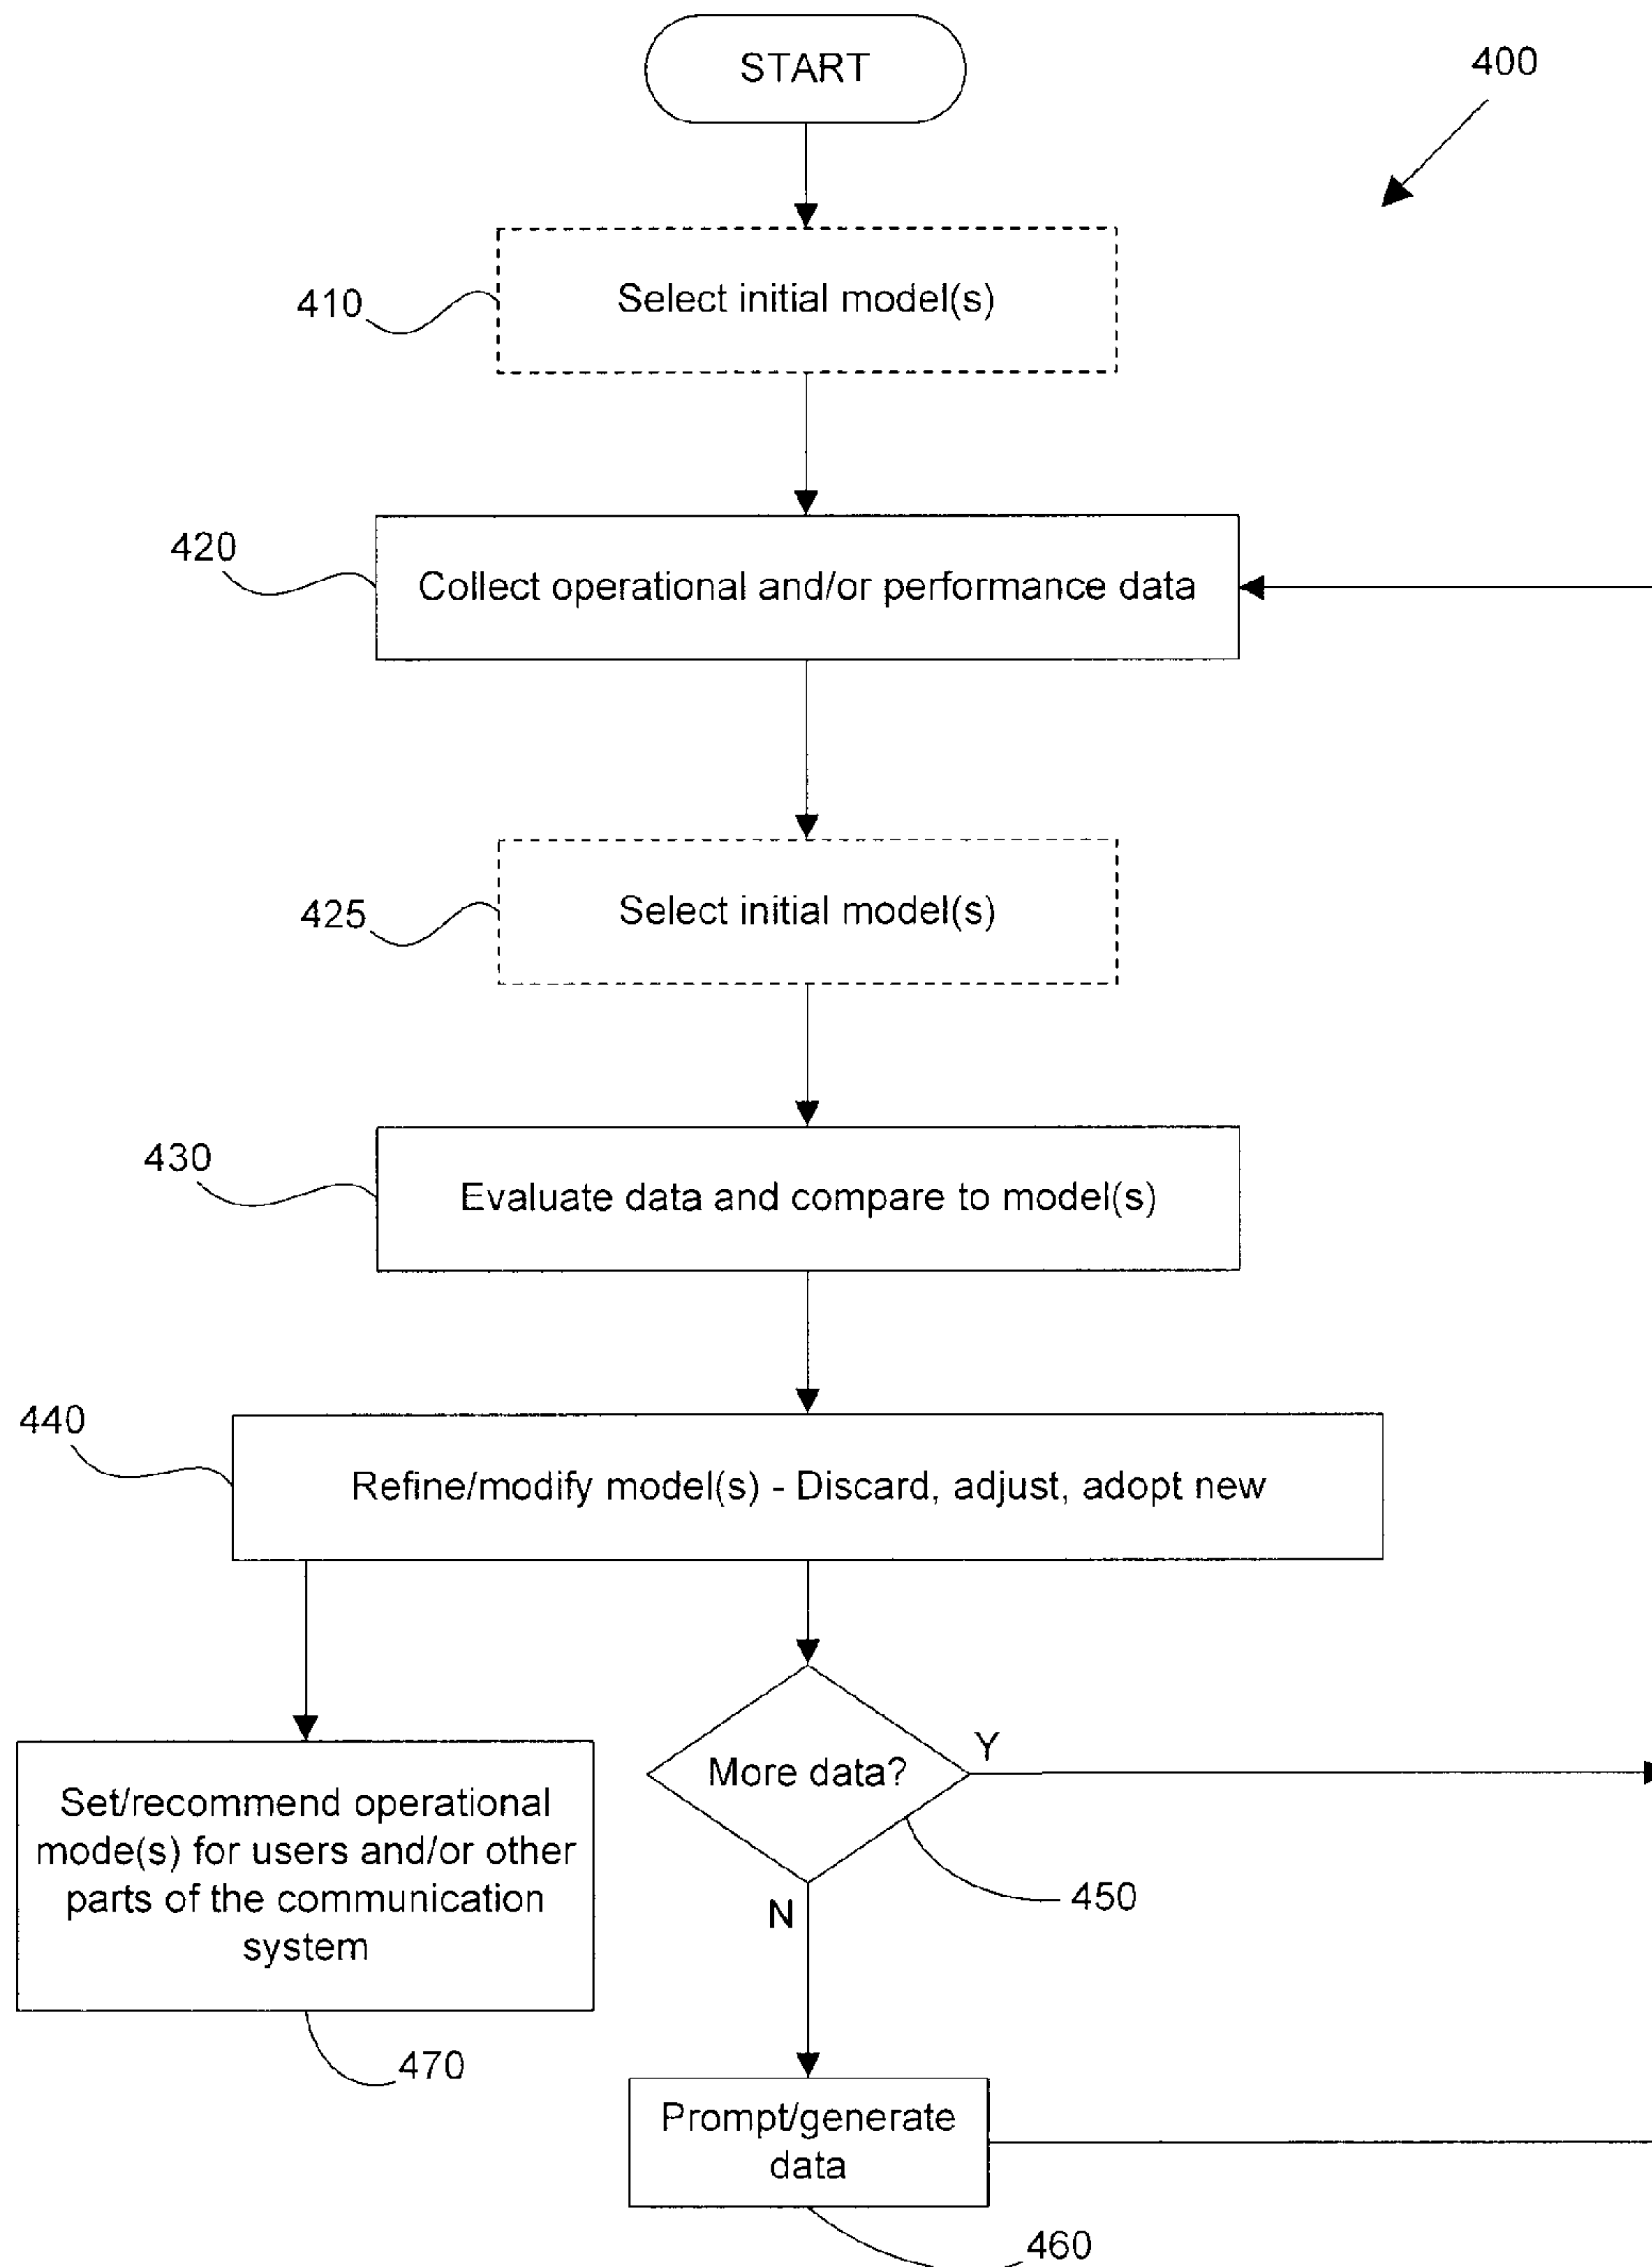 START
400
410
Select initial model(s)
420
Collect operational and/or performance data
425
Select initial model(s)
430
Evaluate data and compare to model(s)
440
Refine/modify model(s) - Discard, adjust, adopt new
More data?
Y
450
N
Set/recommend operational
mode(s) for users and/or other
parts of the communication
system
470
Prompt/generate
data
460